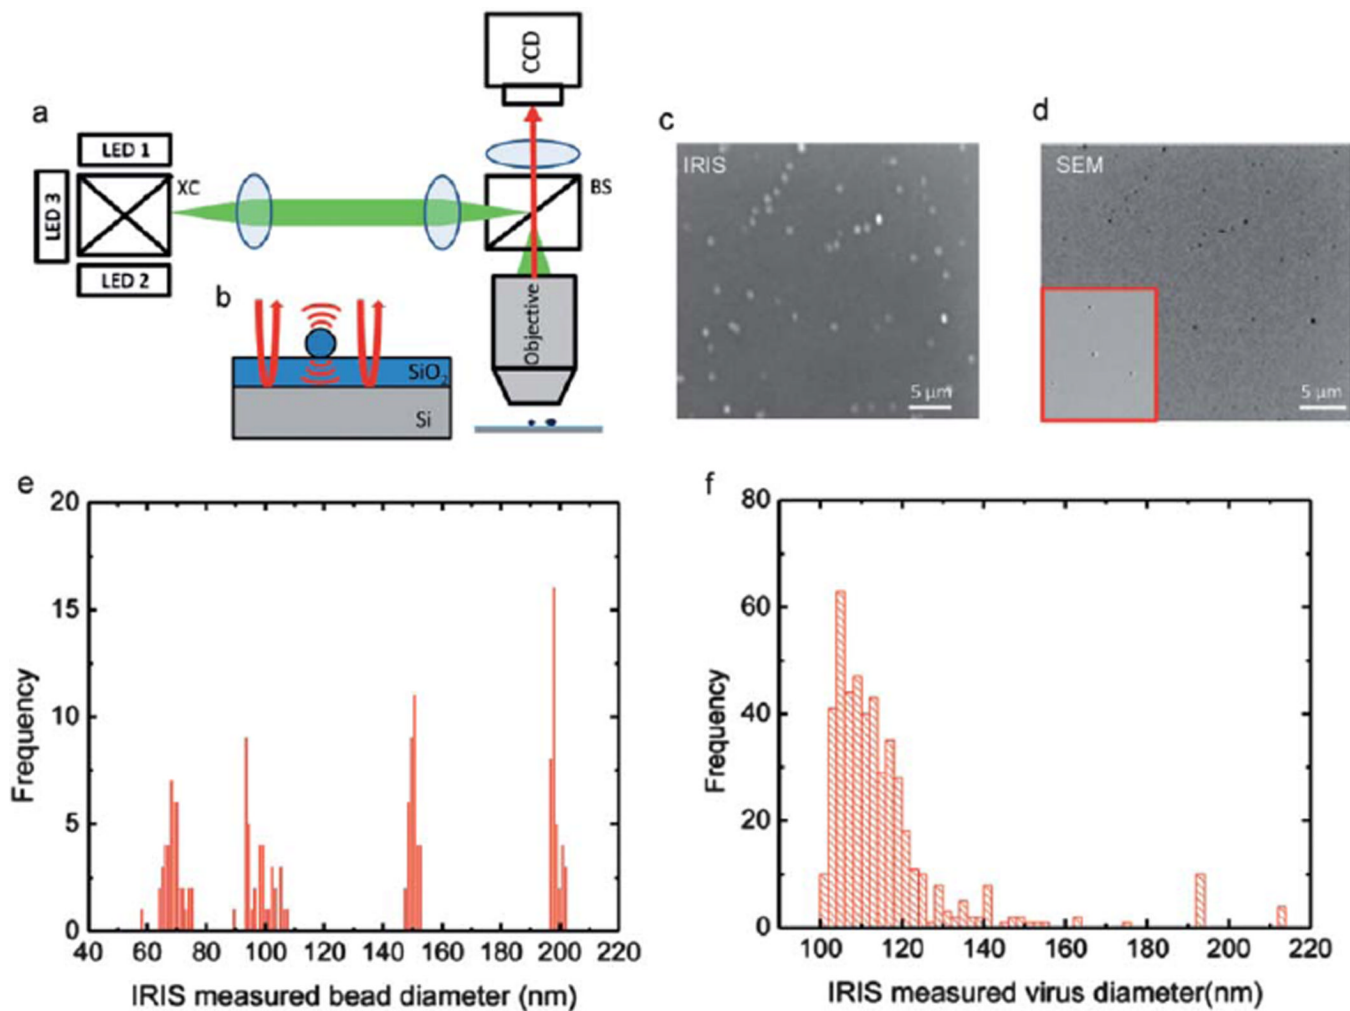 a
LED 1
LED 3
XC
LED 2
CCD
BS
Objective
b
SiO₂
Si
c
IRIS
5 µm
d
SEM
5 µm
e
20
15
10
5
0
40 60 80 100 120 140 160 180 200 220
Frequency
IRIS measured bead diameter (nm)
f
80
60
40
20
0
100 120 140 160 180 200 220
Frequency
IRIS measured virus diameter(nm)